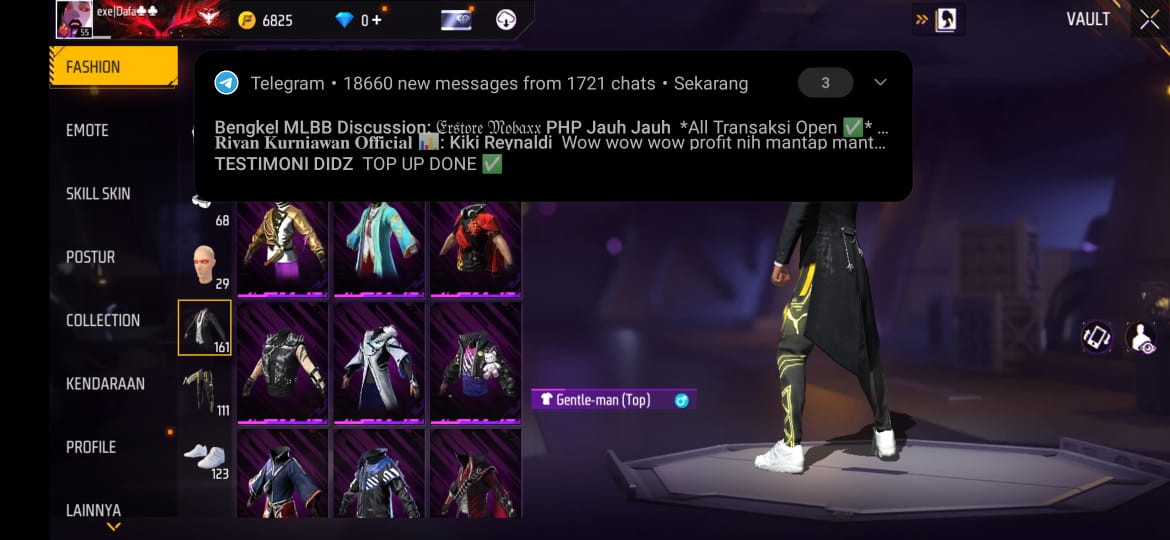 exe|Dafa♣♣
55
6825
0+
VAULT
FASHION
Telegram • 18660 new messages from 1721 chats • Sekarang
3
Bengkel MLBB Discussion: 𝔈𝔯𝔰𝔱𝔬𝔯𝔢 𝔐𝔬𝔟𝔞𝔵𝔵 PHP Jauh Jauh *All Transaksi Open ✅* ...
𝐑𝐢𝐯𝐚𝐧 𝐊𝐮𝐫𝐧𝐢𝐚𝐰𝐚𝐧 𝐎𝐟𝐟𝐢𝐜𝐢𝐚𝐥 📊: Kiki Reynaldi Wow wow wow profit nih mantap mant...
TESTIMONI DIDZ TOP UP DONE ✅
EMOTE
SKILL SKIN
68
POSTUR
29
COLLECTION
161
KENDARAAN
111
Gentle-man (Top)
PROFILE
123
LAINNYA